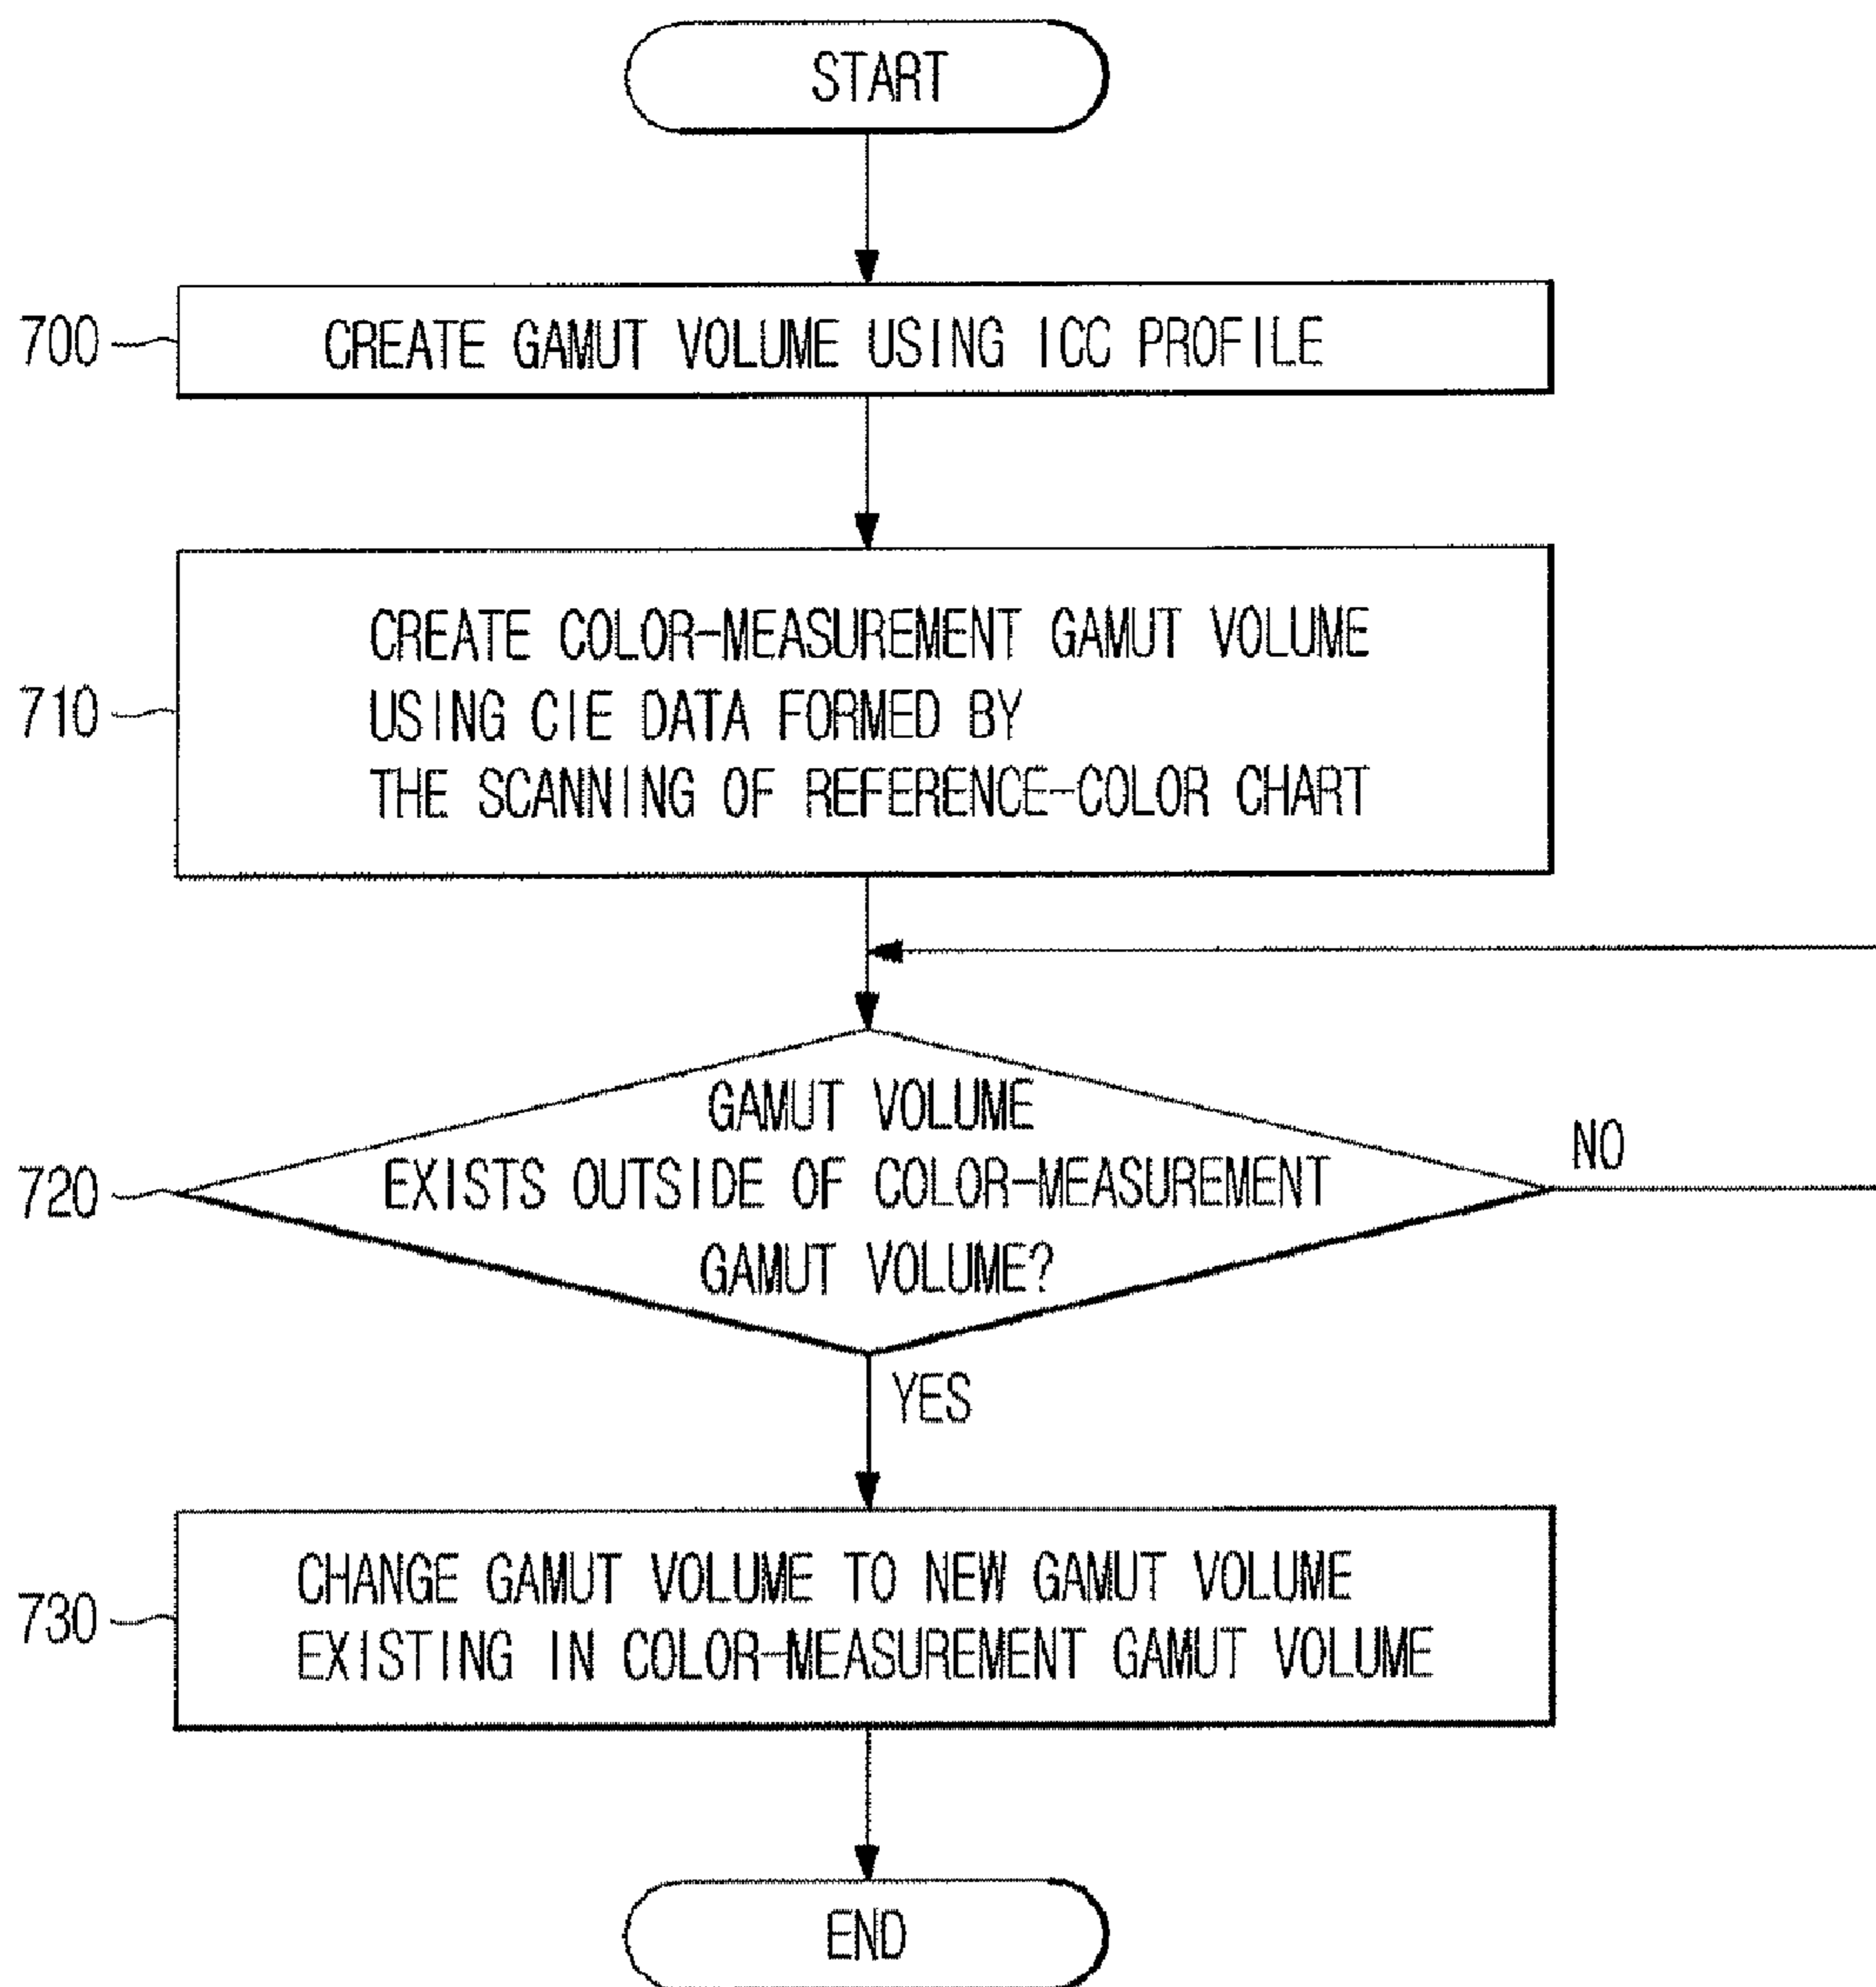 START
700
CREATE GAMUT VOLUME USING ICC PROFILE
710
CREATE COLOR-MEASUREMENT GAMUT VOLUME
USING CIE DATA FORMED BY
THE SCANNING OF REFERENCE-COLOR CHART
720
GAMUT VOLUME
EXISTS OUTSIDE OF COLOR-MEASUREMENT
GAMUT VOLUME?
NO
YES
730
CHANGE GAMUT VOLUME TO NEW GAMUT VOLUME
EXISTING IN COLOR-MEASUREMENT GAMUT VOLUME
END